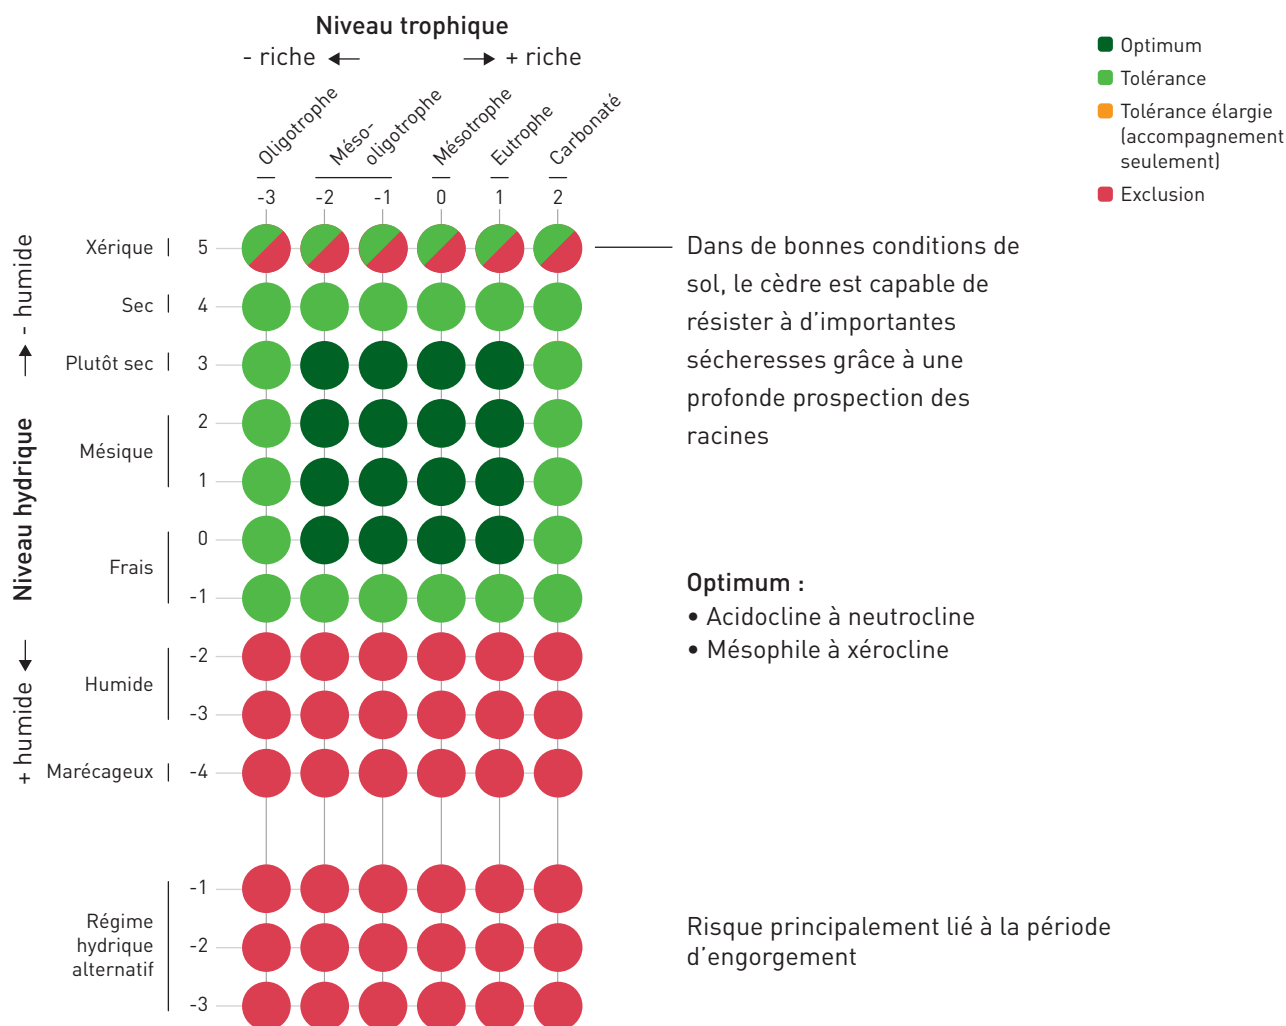 Niveau trophique
- riche
+ riche
Oligotrophe
Méso-
oligotrophe
Mésotrophe
Eutrophe
Carbonaté
-3 -2 -1 0 1 2
Optimum
Tolérance
Tolérance élargie
(accompagnement
seulement)
Exclusion
Niveau hydrique
- humide
+ humide
Xérique 5
Sec 4
Plutôt sec 3
2
Mésique
1
0
Frais
-1
-2
Humide
-3
Marécageux -4
-1
Régime
hydrique
alternatif
-2
-3
Dans de bonnes conditions de
sol, le cèdre est capable de
résister à d'importantes
sécheresses grâce à une
profonde prospection des
racines
Optimum :
• Acidocline à neutrocline
• Mésophile à xérocline
Risque principalement lié à la période
d'engorgement